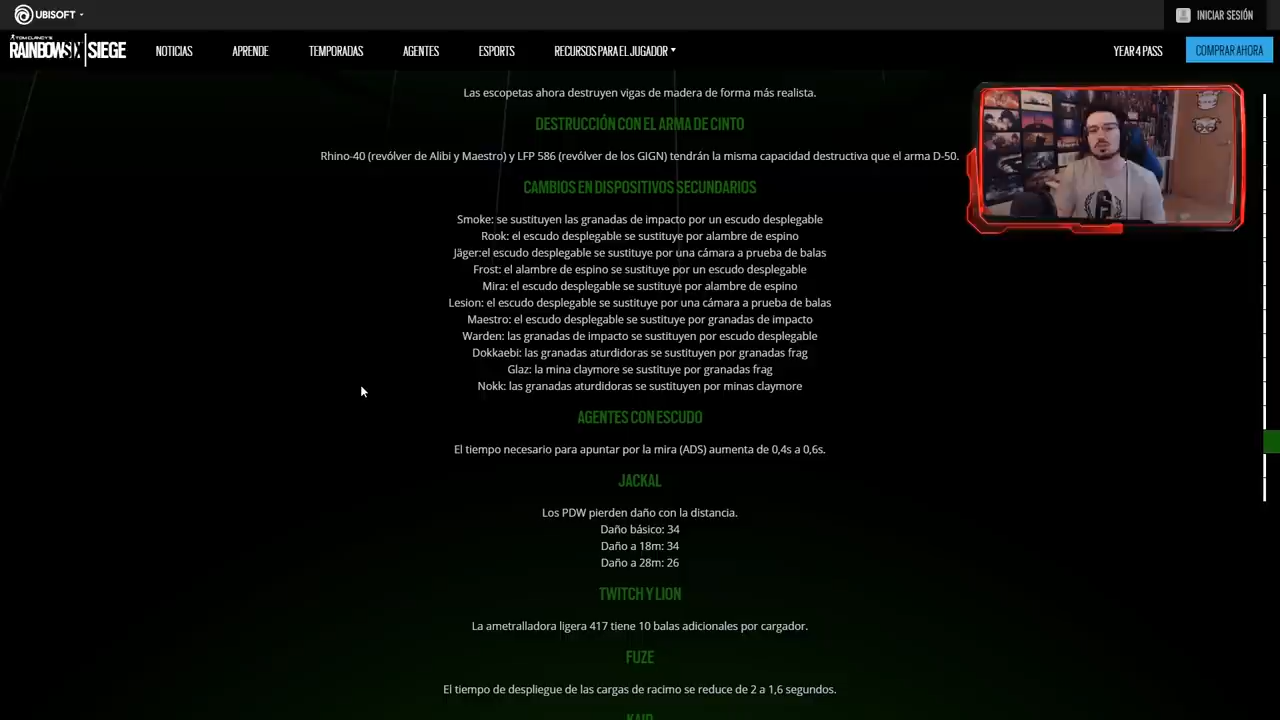 UBISOFT
INICIAR SESIÓN
TOM CLANCY'S
RAINBOWSIX|SIEGE
NOTICIAS
APRENDE
TEMPORADAS
AGENTES
ESPORTS
RECURSOS PARA EL JUGADOR
YEAR 4 PASS
COMPRAR AHORA
Las escopetas ahora destruyen vigas de madera de forma más realista.
DESTRUCCIÓN CON EL ARMA DE CINTO
Rhino-40 (revólver de Alibi y Maestro) y LFP 586 (revólver de los GIGN) tendrán la misma capacidad destructiva que el arma D-50.
CAMBIOS EN DISPOSITIVOS SECUNDARIOS
Smoke: se sustituyen las granadas de impacto por un escudo desplegable
Rook: el escudo desplegable se sustituye por alambre de espino
Jäger:el escudo desplegable se sustituye por una cámara a prueba de balas
Frost: el alambre de espino se sustituye por un escudo desplegable
Mira: el escudo desplegable se sustituye por alambre de espino
Lesion: el escudo desplegable se sustituye por una cámara a prueba de balas
Maestro: el escudo desplegable se sustituye por granadas de impacto
Warden: las granadas de impacto se sustituyen por escudo desplegable
Dokkaebi: las granadas aturdidoras se sustituyen por granadas frag
Glaz: la mina claymore se sustituye por granadas frag
Nokk: las granadas aturdidoras se sustituyen por minas claymore
AGENTES CON ESCUDO
El tiempo necesario para apuntar por la mira (ADS) aumenta de 0,4s a 0,6s.
JACKAL
Los PDW pierden daño con la distancia.
Daño básico: 34
Daño a 18m: 34
Daño a 28m: 26
TWITCH Y LION
La ametralladora ligera 417 tiene 10 balas adicionales por cargador.
FUZE
El tiempo de despliegue de las cargas de racimo se reduce de 2 a 1,6 segundos.
KAID